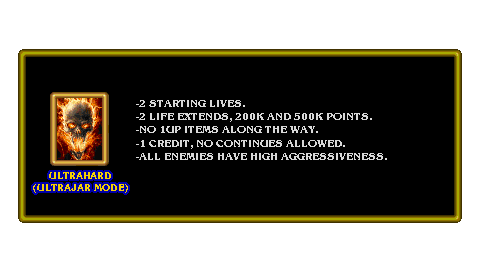 -2 STARTING LIVES.
-2 LIFE EXTENDS, 200K AND 500K POINTS.
-NO 1UP ITEMS ALONG THE WAY.
-1 CREDIT, NO CONTINUES ALLOWED.
-ALL ENEMIES HAVE HIGH AGGRESSIVENESS.
ULTRAHARD
(ULTRAJAR MODE)